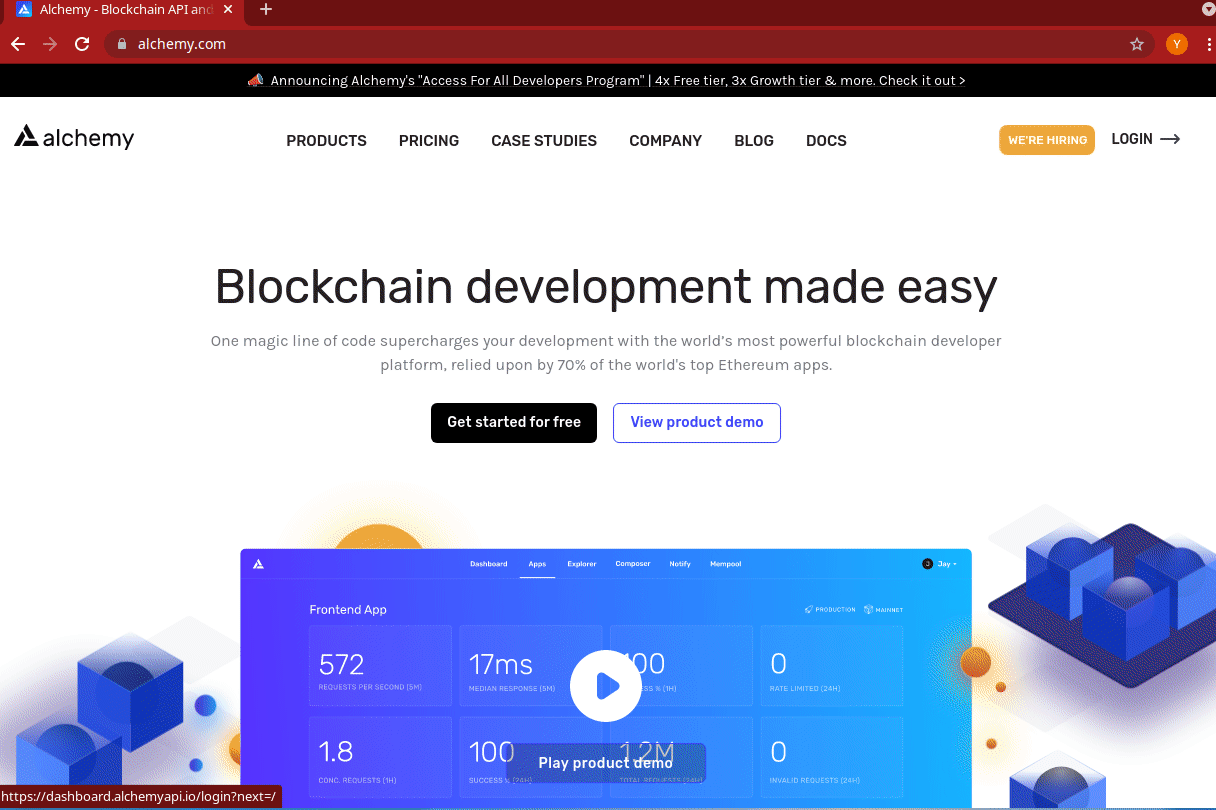 Alchemy - Blockchain API and
alchemy.com
Y
Announcing Alchemy's "Access For All Developers Program" | 4x Free tier, 3x Growth tier & more. Check it out >
alchemy
PRODUCTS PRICING CASE STUDIES COMPANY BLOG DOCS
WE'RE HIRING
LOGIN
Blockchain development made easy
One magic line of code supercharges your development with the world’s most powerful blockchain developer
platform, relied upon by 70% of the world's top Ethereum apps.
Get started for free
View product demo
Dashboard Apps Explorer Composer Notify Mempool
J Jay
Frontend App
PRODUCTION MAINNET
572 17ms 100 0
REQUESTS PER SECOND (5M) MEDIAN RESPONSE (5M) % (1H) RATE LIMITED (24H)
1.8 100 1.2M 0
CONC. REQUESTS (1H) SUCCESS % (24H) TOTAL REQUESTS (24H) INVALID REQUESTS (24H)
Play product demo
https://dashboard.alchemyapi.io/login?next=/